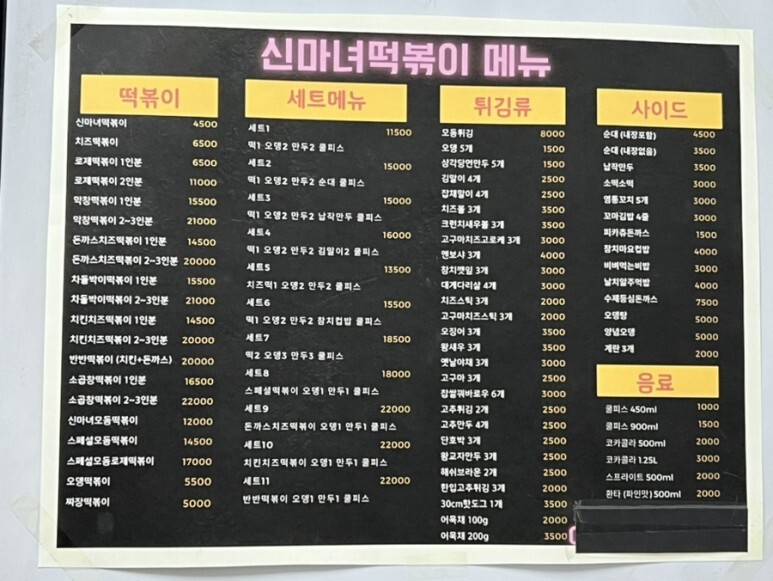 신마녀떡볶이 메뉴
떡볶이
신마녀떡볶이 4500
치즈떡볶이 6500
로제떡볶이 1인분 6500
로제떡볶이 2인분 11000
막창떡볶이 1인분 15500
막창떡볶이 2~3인분 21000
돈까스치즈떡볶이 1인분 14500
돈까스치즈떡볶이 2~3인분 20000
차돌박이떡볶이 1인분 15500
차돌박이떡볶이 2~3인분 21000
치킨치즈떡볶이 1인분 14500
치킨치즈떡볶이 2~3인분 20000
반반떡볶이 (치킨+돈까스) 20000
소곱창떡볶이 1인분 16500
소곱창떡볶이 2~3인분 22000
신마녀모듬떡볶이 12000
스페셜모듬떡볶이 14500
스페셜모듬로제떡볶이 17000
오뎅떡볶이 5500
짜장떡볶이 5000
세트메뉴
세트1 11500
떡1 오뎅2 만두2 쿨피스
세트2 15000
떡1 오뎅2 만두2 순대 쿨피스
세트3 15000
떡1 오뎅2 만두2 납작만두 쿨피스
세트4 16000
떡1 오뎅2 만두2 김말이2 쿨피스
세트5 13500
치즈떡1 오뎅2 만두2 쿨피스
세트6 15500
떡1 오뎅2 만두2 참치컵밥 쿨피스
세트7 18500
떡2 오뎅3 만두3 쿨피스
세트8 18000
스페셜떡볶이 오뎅1 만두1 쿨피스
세트9 22000
돈까스치즈떡볶이 오뎅1 만두1 쿨피스
세트10 22000
치킨치즈떡볶이 오뎅1 만두1 쿨피스
세트11 22000
반반떡볶이 오뎅1 만두1 쿨피스
튀김류
모듬튀김 8000
오뎅 5개 1500
삼각당면만두 5개 1500
김말이 4개 2500
잡채말이 4개 2500
치즈볼 3개 3500
크런치새우볼 3개 3500
고구마치즈고로케 3개 3000
멘보샤 3개 4000
참치깻잎 3개 3000
대게다리살 4개 3000
치즈스틱 3개 2000
고구마치즈스틱 3개 2000
오징어 3개 3500
왕새우 3개 3500
옛날야채 3개 3000
고구마 3개 2500
찹쌀꿔바로우 6개 3000
고추튀김 2개 2500
고추만두 4개 2500
단호박 3개 2500
왕교자만두 3개 2500
해쉬브라운 2개 2500
한입고추튀김 3개 2000
30cm핫도그 1개 3500
어묵채 100g 2000
어묵채 200g 3500
사이드
순대 (내장포함) 4500
순대 (내장없음) 3500
납작만두 3500
소떡소떡 3000
염통꼬치 5개 3000
꼬마김밥 4줄 3000
피카츄돈까스 1500
참치마요컵밥 4000
비벼먹는비밥 3000
날치알주먹밥 4000
수제등심돈까스 7500
오뎅탕 5000
양념오뎅 5000
계란 3개 2000
음료
쿨피스 450ml 1000
쿨피스 900ml 1500
코카콜라 500ml 2000
코카콜라 1.25L 3000
스프라이트 500ml 2000
환타 (파인맛) 500ml 2000